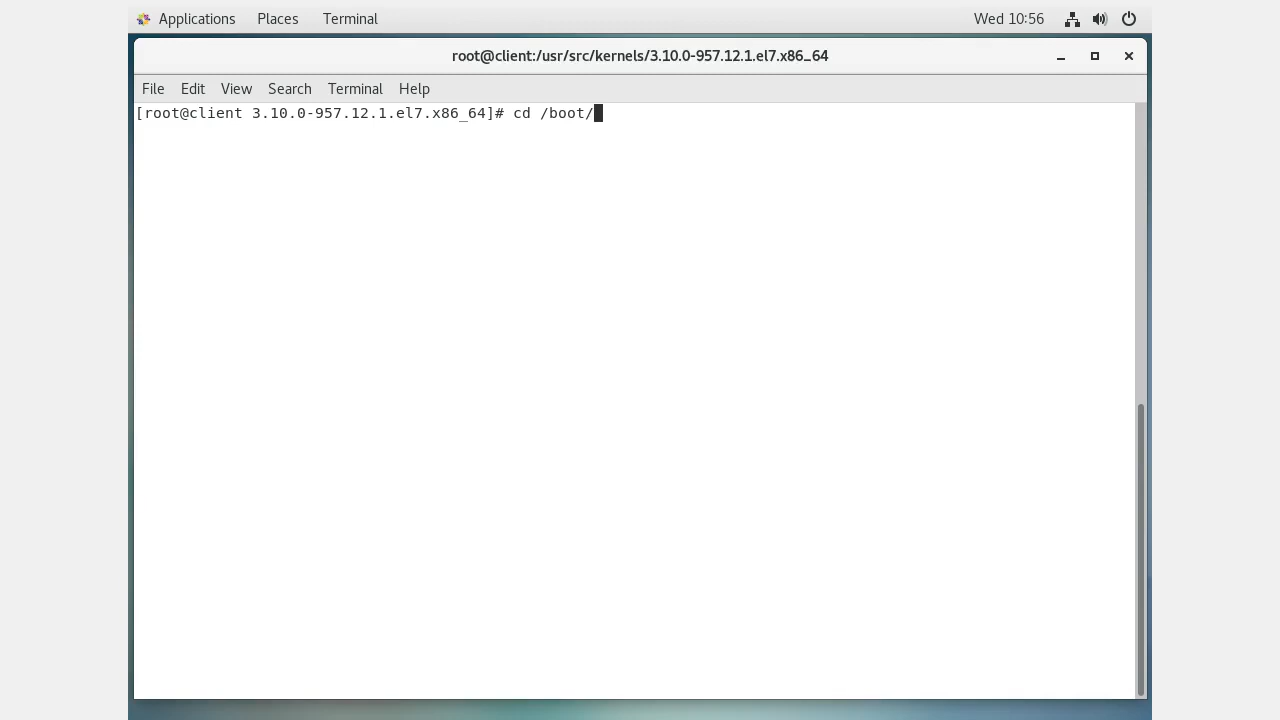 Applications Places Terminal Wed 10:56
root@client:/usr/src/kernels/3.10.0-957.12.1.el7.x86_64
File Edit View Search Terminal Help
[root@client 3.10.0-957.12.1.el7.x86_64]# cd /boot/